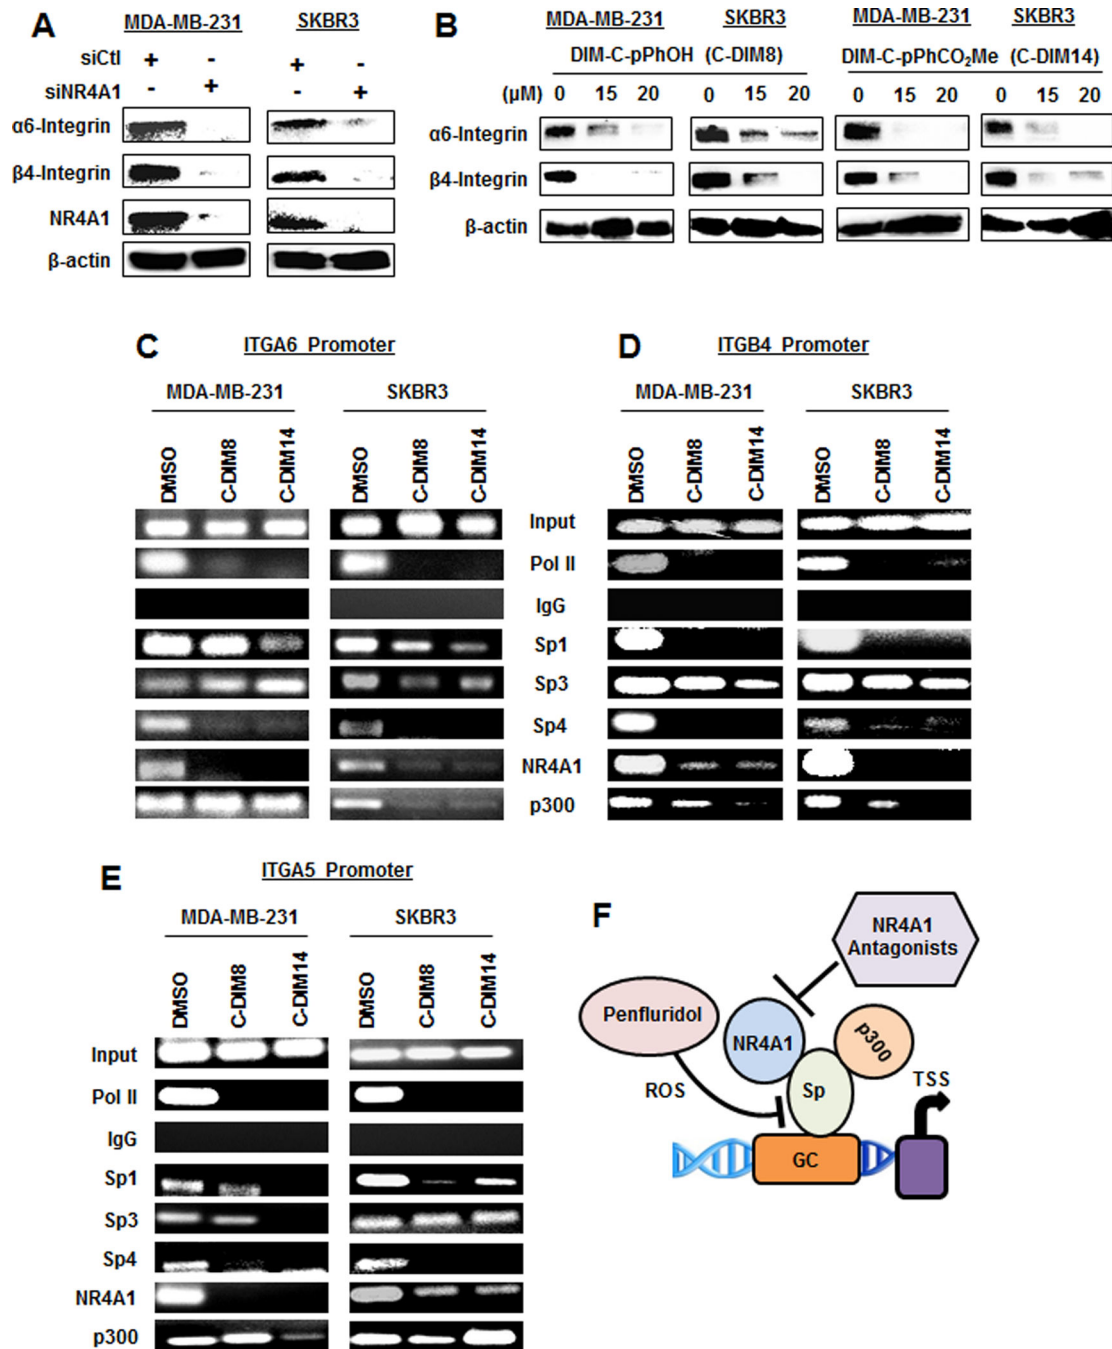 A
MDA-MB-231 SKBR3
siCtl + - + -
siNR4A1 - + - +
α6-Integrin
β4-Integrin
NR4A1
β-actin
B
MDA-MB-231 SKBR3 MDA-MB-231 SKBR3
DIM-C-pPhOH (C-DIM8) DIM-C-pPhCO₂Me (C-DIM14)
(µM) 0 15 20 0 15 20 0 15 20 0 15 20
α6-Integrin
β4-Integrin
β-actin
C ITGA6 Promoter
MDA-MB-231 SKBR3
DMSO C-DIM8 C-DIM14 DMSO C-DIM8 C-DIM14
D ITGB4 Promoter
MDA-MB-231 SKBR3
DMSO C-DIM8 C-DIM14 DMSO C-DIM8 C-DIM14
Input
Pol II
IgG
Sp1
Sp3
Sp4
NR4A1
p300
E ITGA5 Promoter
MDA-MB-231 SKBR3
DMSO C-DIM8 C-DIM14 DMSO C-DIM8 C-DIM14
Input
Pol II
IgG
Sp1
Sp3
Sp4
NR4A1
p300
F
NR4A1
Antagonists
Penfluridol
NR4A1
p300
ROS
Sp
TSS
GC